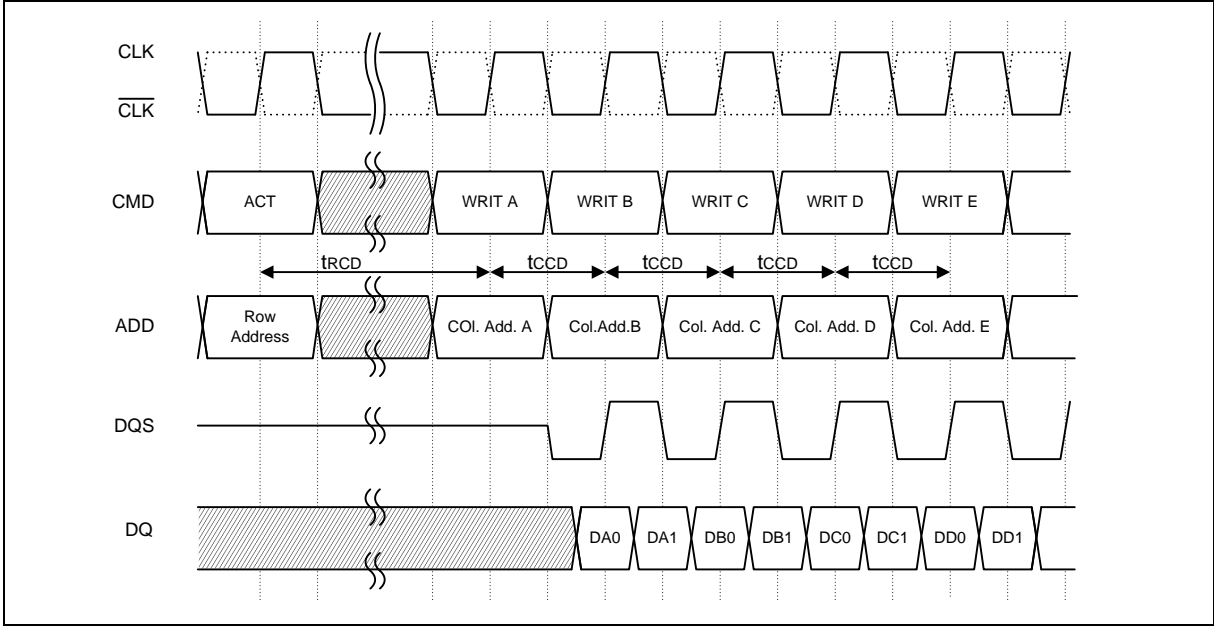 CLK
CLK
CMD
ACT
WRIT A
WRIT B
WRIT C
WRIT D
WRIT E
tRCD
tCCD
tCCD
tCCD
tCCD
ADD
Row
Address
COl. Add. A
Col.Add.B
Col. Add. C
Col. Add. D
Col. Add. E
DQS
DQ
DA0
DA1
DB0
DB1
DC0
DC1
DD0
DD1